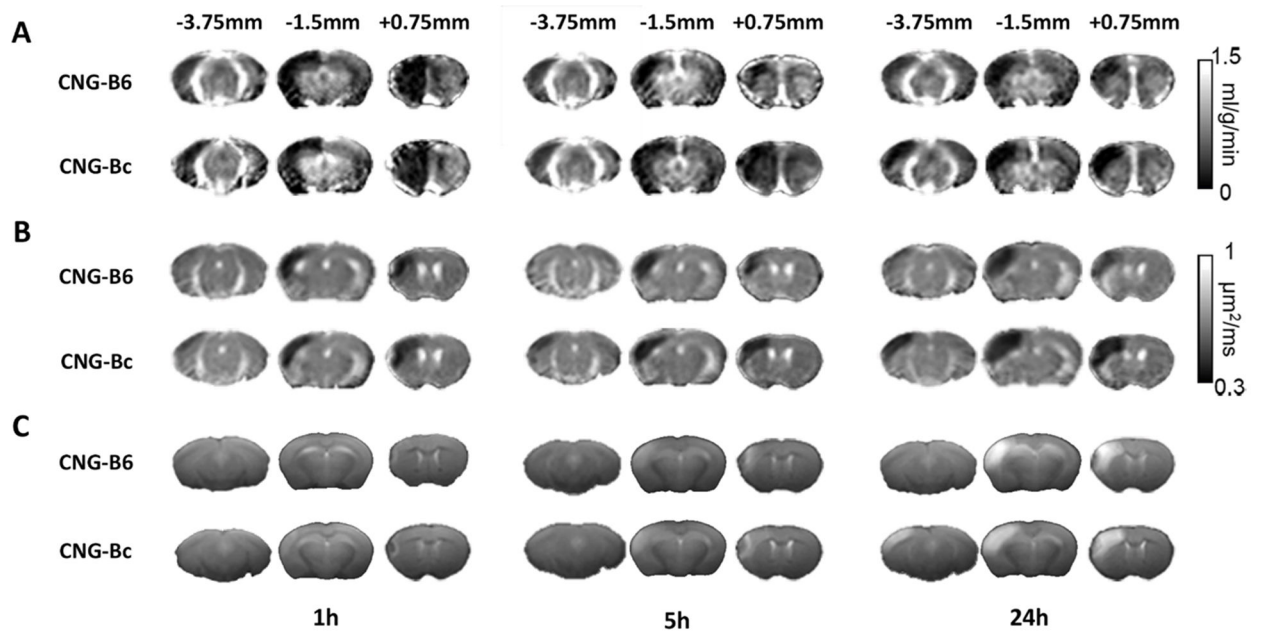 A
-3.75mm -1.5mm +0.75mm -3.75mm -1.5mm +0.75mm -3.75mm -1.5mm +0.75mm
CNG-B6
CNG-Bc
1.5
ml/g/min
0
B
CNG-B6
CNG-Bc
1
μm²/ms
0.3
C
CNG-B6
CNG-Bc
1h 5h 24h